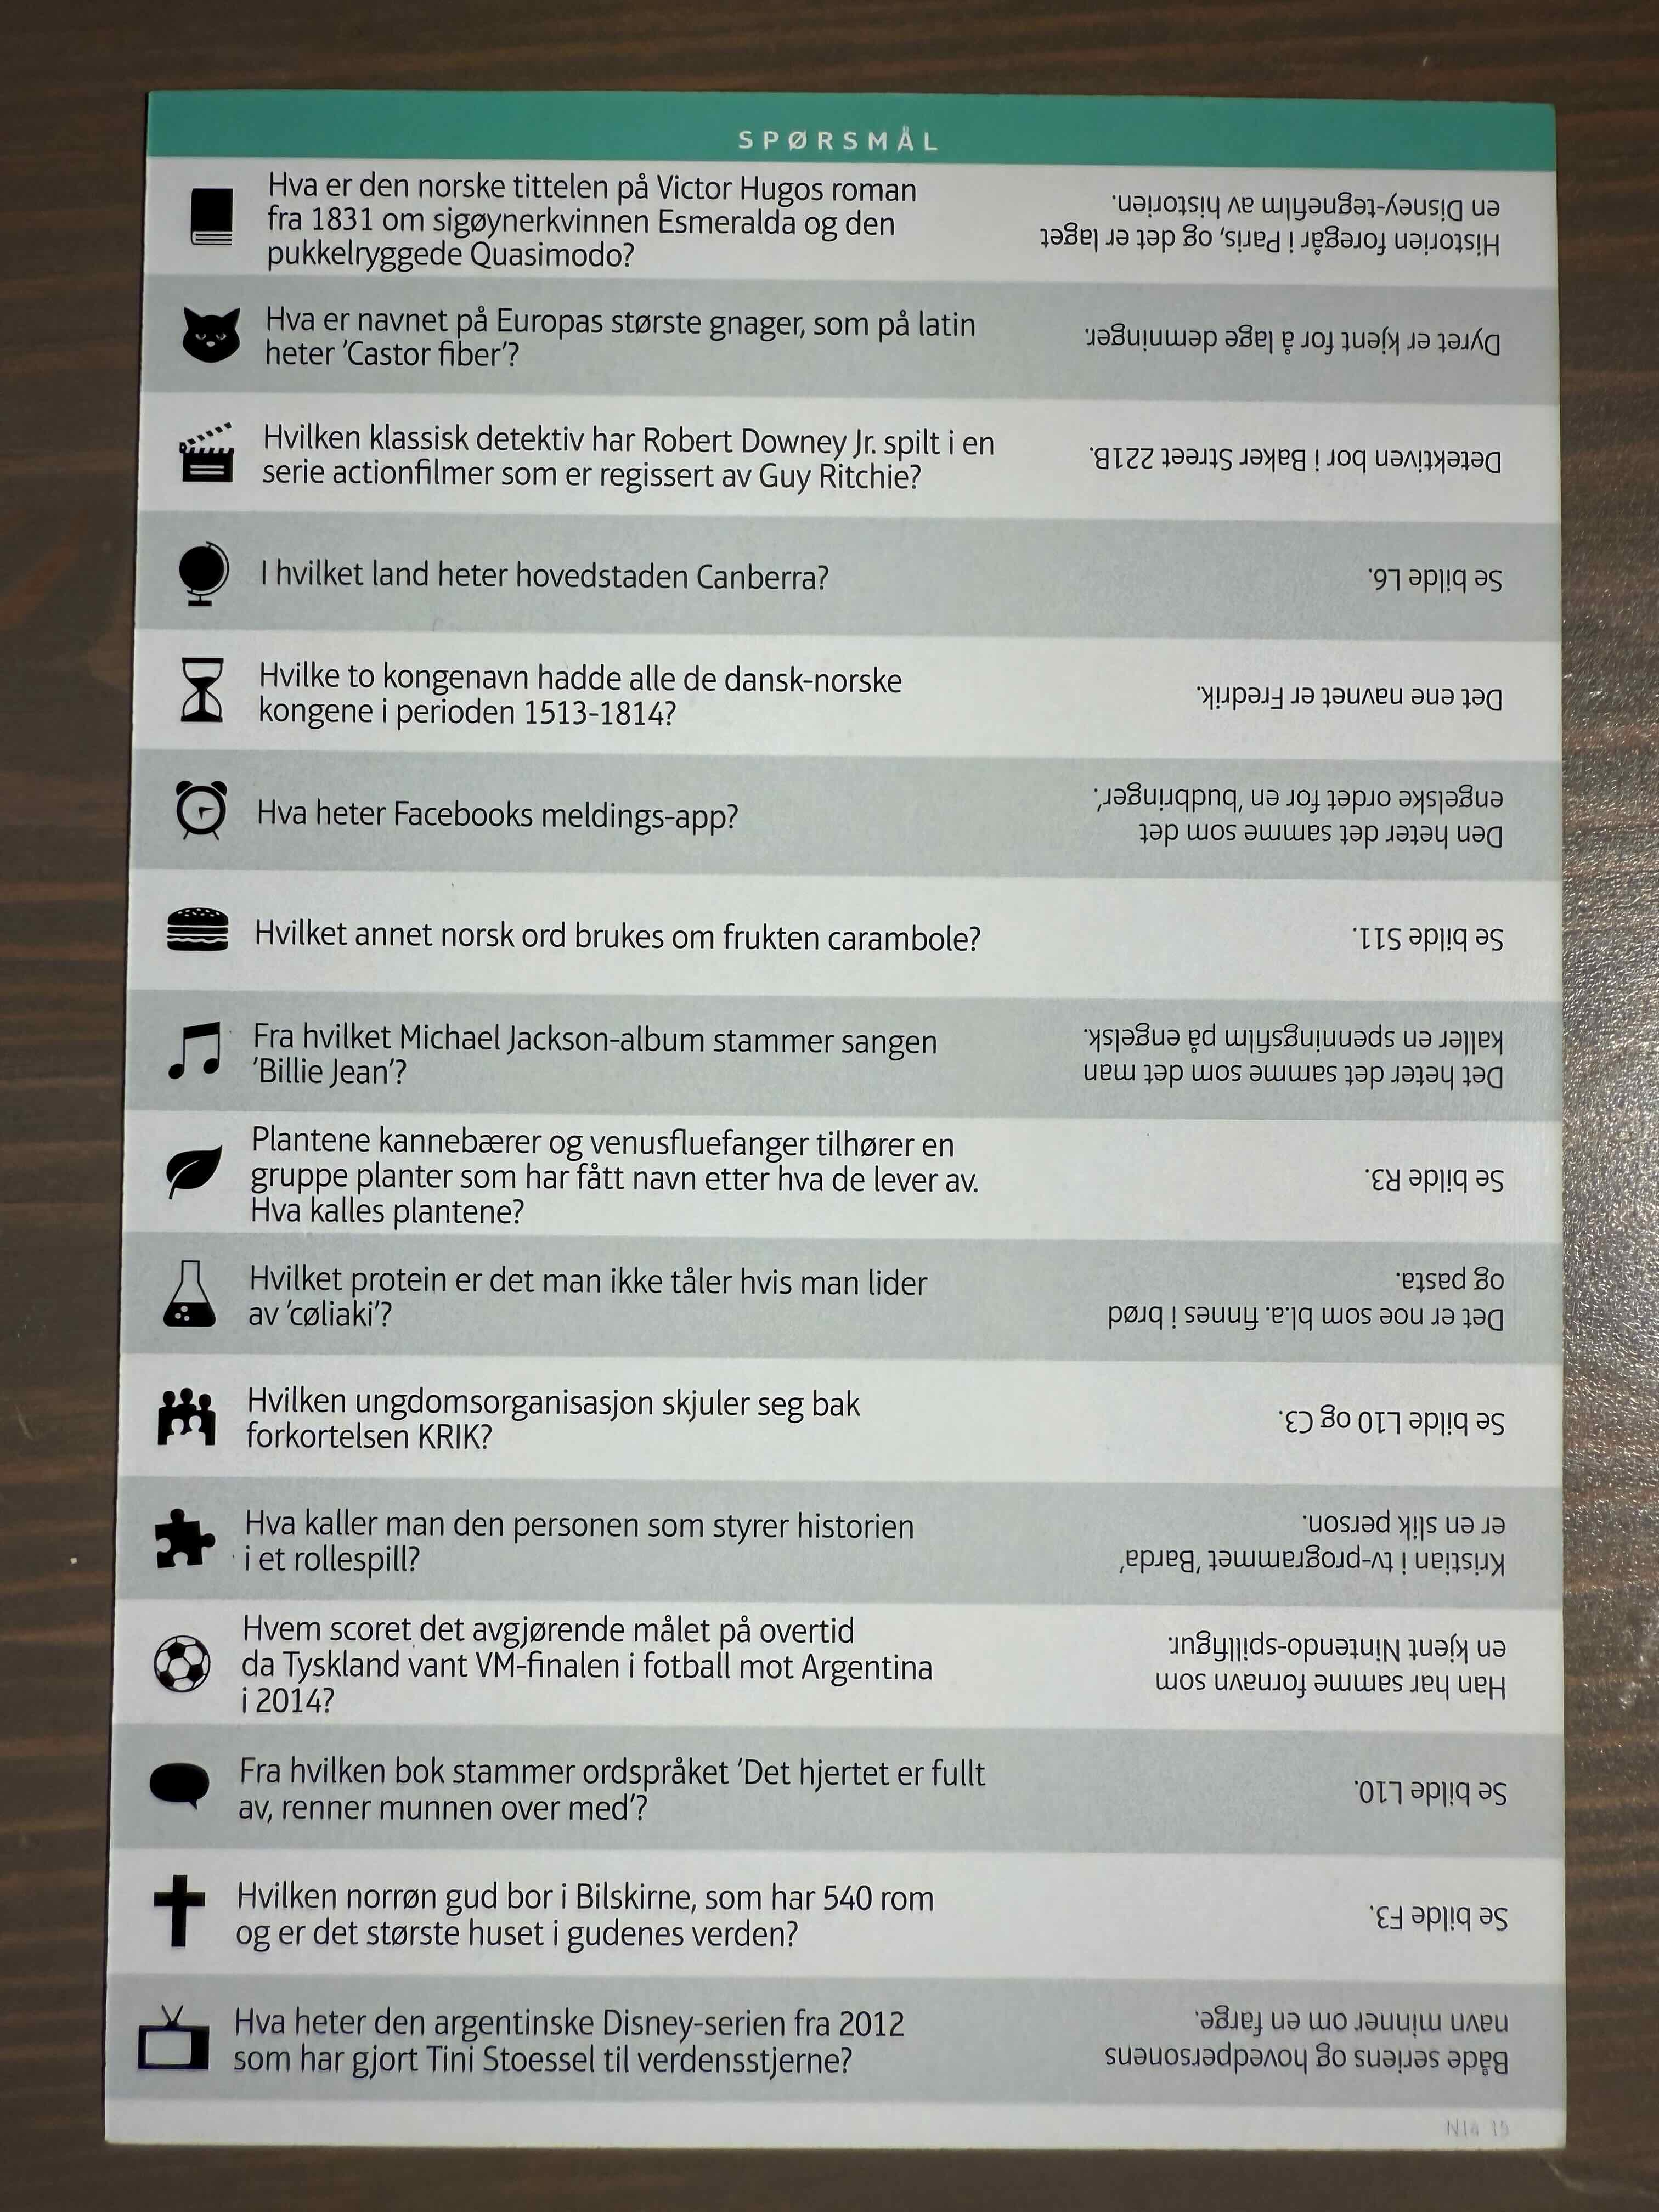 SPØRSMÅL
Hva er den norske tittelen på Victor Hugos roman
fra 1831 om sigøynerkvinnen Esmeralda og den
pukkelryggede Quasimodo?
Historien foregår i Paris, og det er laget
en Disney-tegnefilm av historien.
Hva er navnet på Europas største gnager, som på latin
heter 'Castor fiber'?
Dyret er kjent for å lage demninger.
Hvilken klassisk detektiv har Robert Downey Jr. spilt i en
serie actionfilmer som er regissert av Guy Ritchie?
Detektiven bor i Baker Street 221B.
I hvilket land heter hovedstaden Canberra?
Se bilde L6.
Hvilke to kongenavn hadde alle de dansk-norske
kongene i perioden 1513-1814?
Det ene navnet er Fredrik.
Hva heter Facebooks meldings-app?
Den heter det samme som det
engelske ordet for en 'budbringer'.
Hvilket annet norsk ord brukes om frukten carambole?
Se bilde S11.
Fra hvilket Michael Jackson-album stammer sangen
'Billie Jean'?
Det heter det samme som det man
kaller en spenningsfilm på engelsk.
Plantene kannebærer og venusfluefanger tilhører en
gruppe planter som har fått navn etter hva de lever av.
Hva kalles plantene?
Se bilde R3.
Hvilket protein er det man ikke tåler hvis man lider
av 'cøliaki'?
Det er noe som bl.a. finnes i brød
og pasta.
Hvilken ungdomsorganisasjon skjuler seg bak
forkortelsen KRIK?
Se bilde L10 og C3.
Hva kaller man den personen som styrer historien
i et rollespill?
Kristian i tv-programmet 'Barda'
er en slik person.
Hvem scoret det avgjørende målet på overtid
da Tyskland vant VM-finalen i fotball mot Argentina
i 2014?
Han har samme fornavn som
en kjent Nintendo-spillfigur.
Fra hvilken bok stammer ordspråket 'Det hjertet er fullt
av, renner munnen over med'?
Se bilde L10.
Hvilken norrøn gud bor i Bilskirne, som har 540 rom
og er det største huset i gudenes verden?
Se bilde F3.
Hva heter den argentinske Disney-serien fra 2012
som har gjort Tini Stoessel til verdensstjerne?
Både seriens og hovedpersonens
navn minner om en farge.